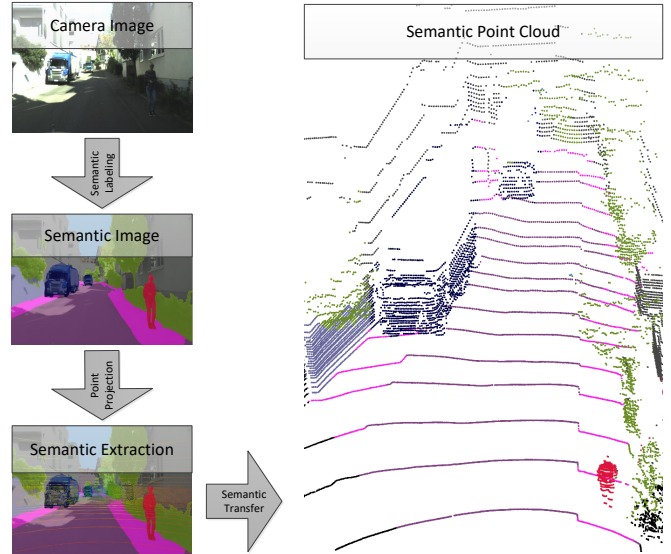 Camera Image
Semantic
Labeling
Semantic Image
Point
Projection
Semantic Extraction
Semantic
Transfer
Semantic Point Cloud